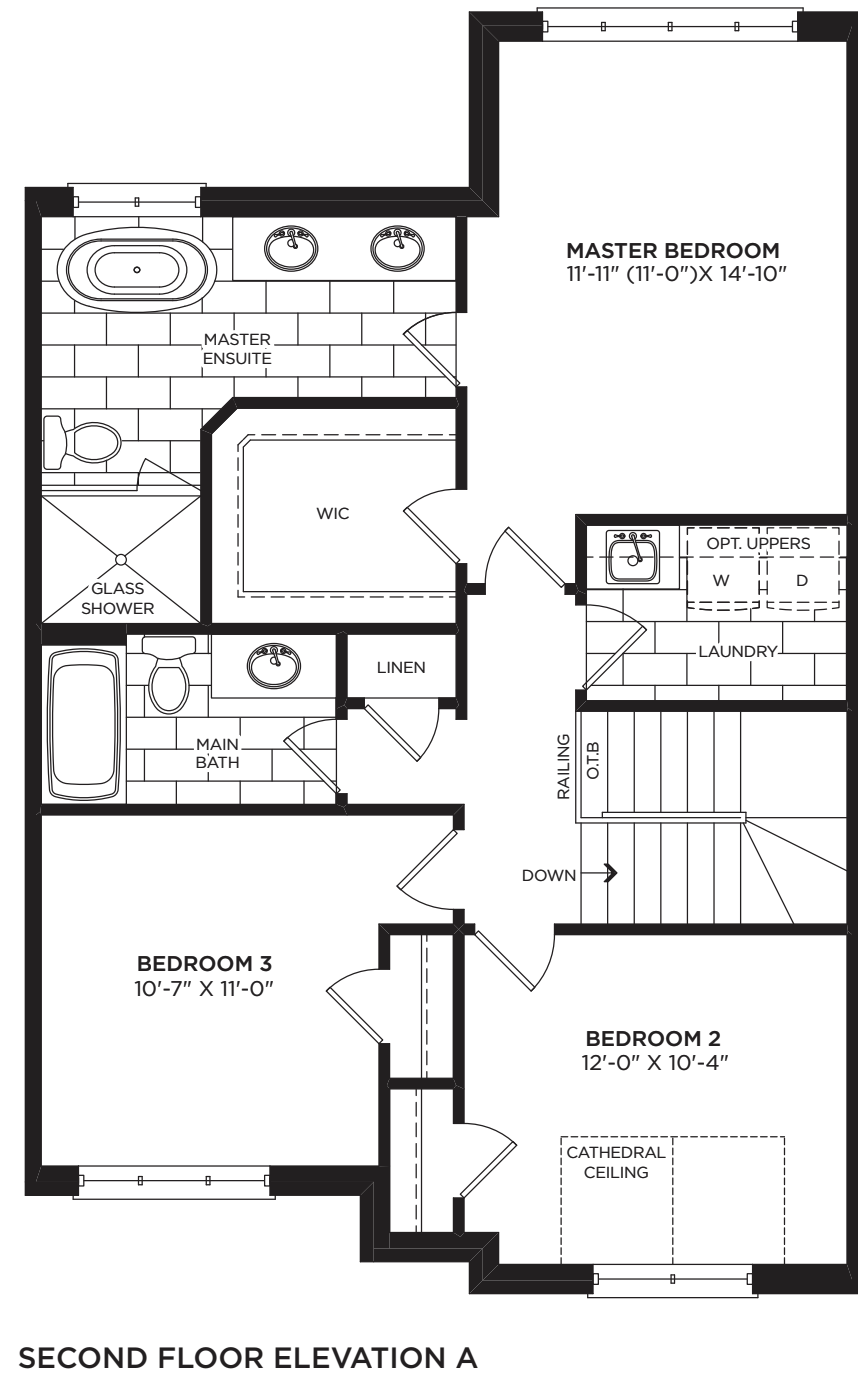 MASTER BEDROOM
11'-11" (11'-0")X 14'-10"
MASTER
ENSUITE
WIC
OPT. UPPERS
W
D
GLASS
SHOWER
LAUNDRY
LINEN
MAIN
BATH
RAILING
O.T.B
DOWN
BEDROOM 3
10'-7" X 11'-0"
BEDROOM 2
12'-0" X 10'-4"
CATHEDRAL
CEILING
SECOND FLOOR ELEVATION A